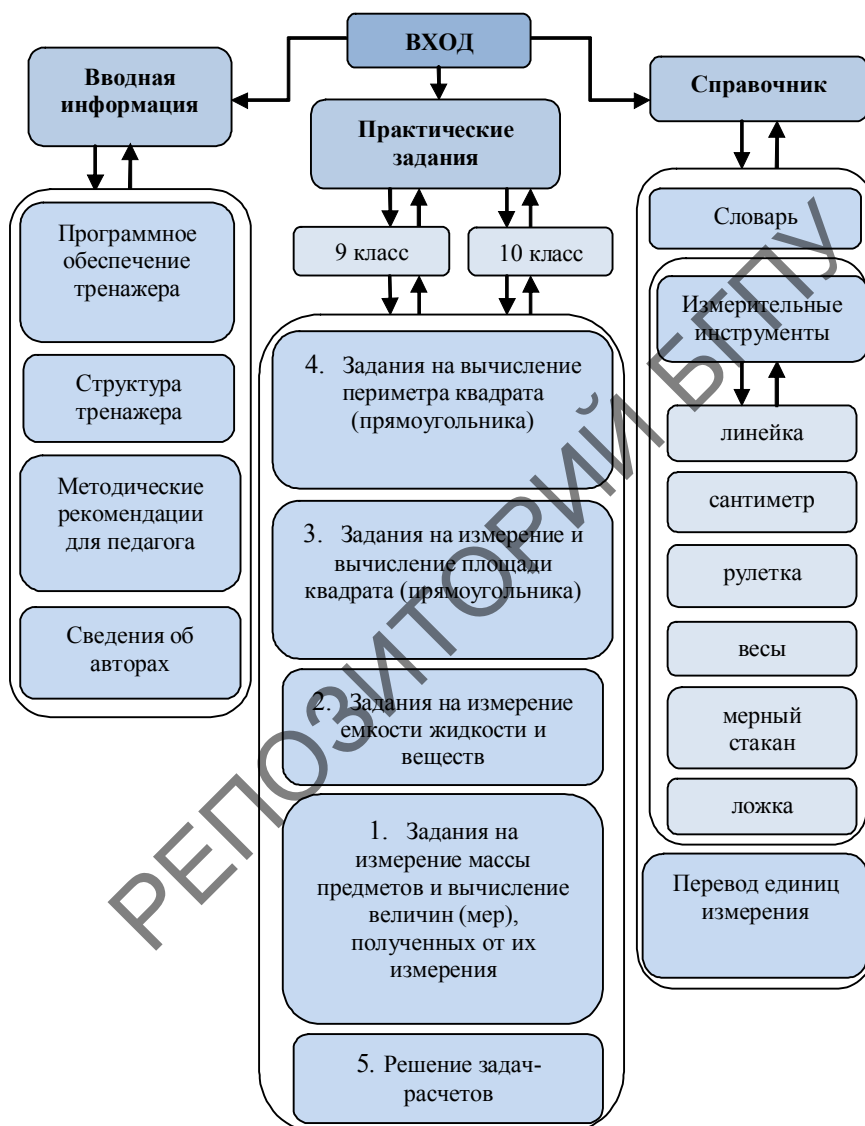 ВХОД
Вводная
информация
Программное
обеспечение
тренажера
Структура
тренажера
Методические
рекомендации
для педагога
Сведения об
авторах
Практические
задания
9 класс
10 класс
4. Задания на вычисление
периметра квадрата
(прямоугольника)
3. Задания на измерение и
вычисление площади
квадрата (прямоугольника)
2. Задания на измерение
емкости жидкости и
веществ
1. Задания на
измерение массы
предметов и вычисление
величин (мер),
полученных от их
измерения
5. Решение задач-
расчетов
Справочник
Словарь
Измерительные
инструменты
линейка
сантиметр
рулетка
весы
мерный
стакан
ложка
Перевод единиц
измерения
РЕПОЗИТОРИЙ БГПУ